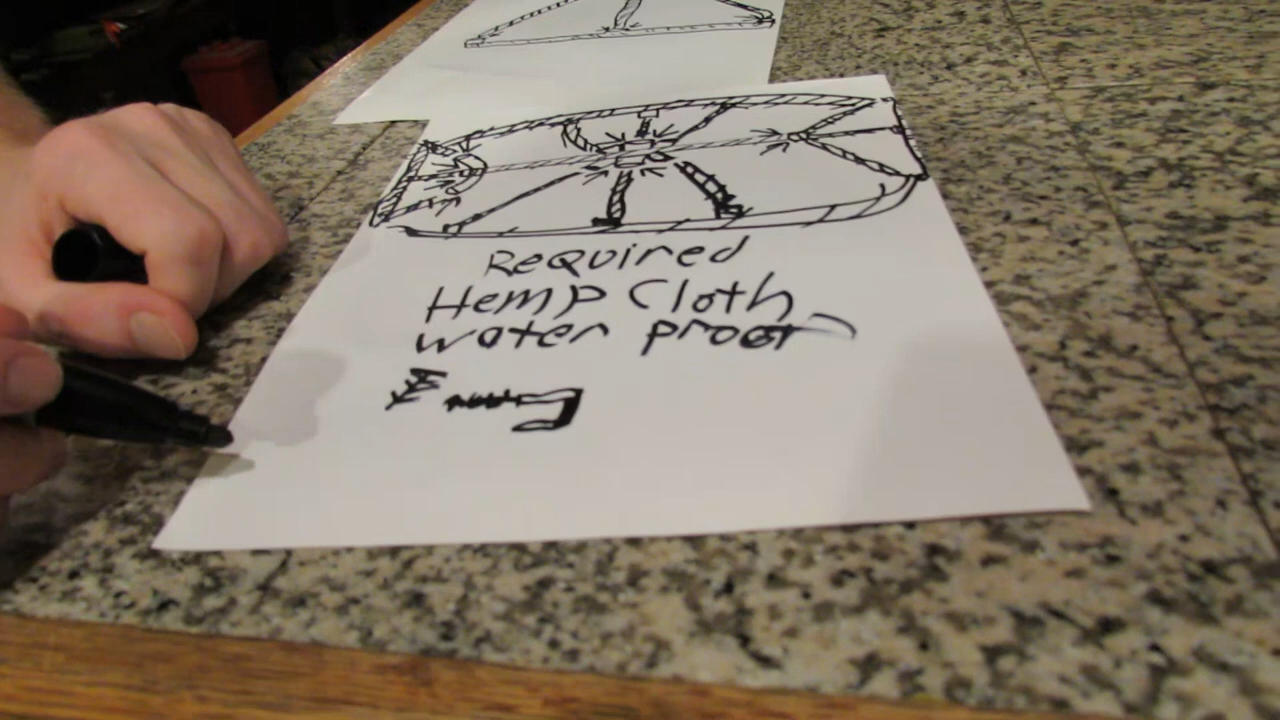 Required
Hemp Cloth
water proof